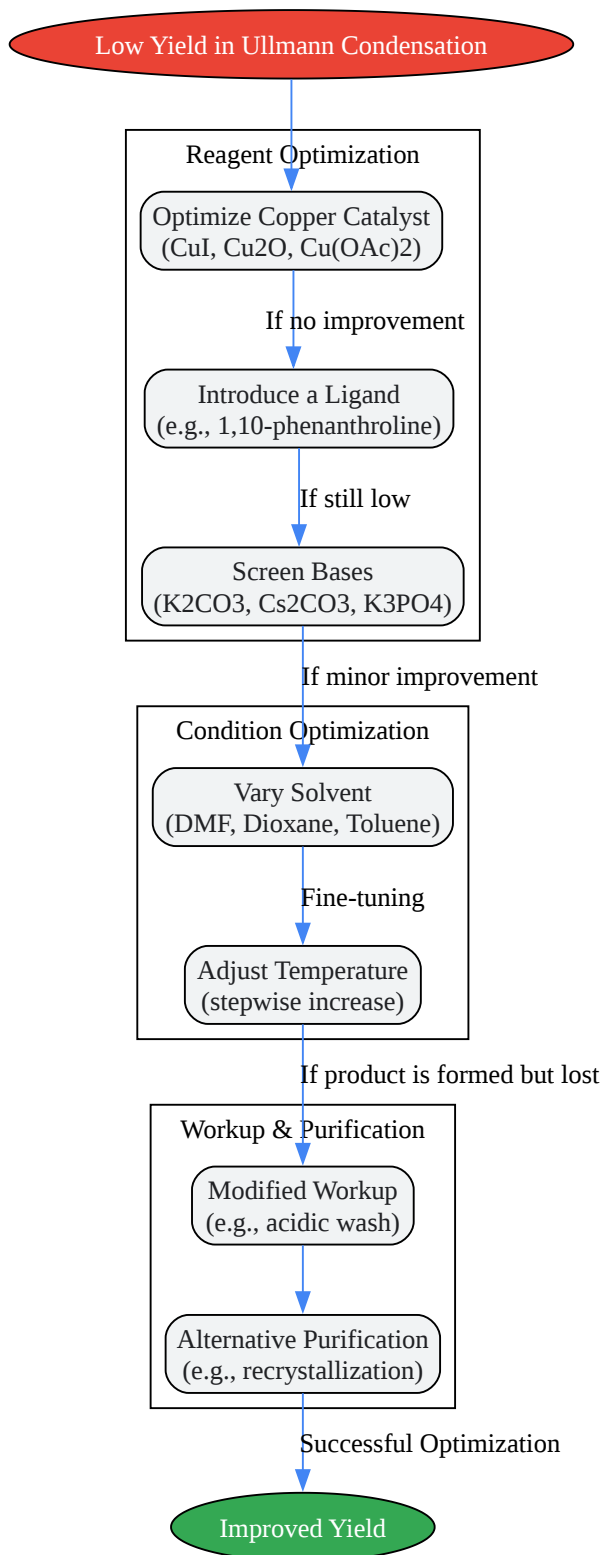 Low Yield in Ullmann Condensation
Reagent Optimization
Optimize Copper Catalyst
(CuI, Cu2O, Cu(OAc)2)
If no improvement
Introduce a Ligand
(e.g., 1,10-phenanthroline)
If still low
Screen Bases
(K2CO3, Cs2CO3, K3PO4)
If minor improvement
Condition Optimization
Vary Solvent
(DMF, Dioxane, Toluene)
Fine-tuning
Adjust Temperature
(stepwise increase)
If product is formed but lost
Workup & Purification
Modified Workup
(e.g., acidic wash)
Alternative Purification
(e.g., recrystallization)
Successful Optimization
Improved Yield